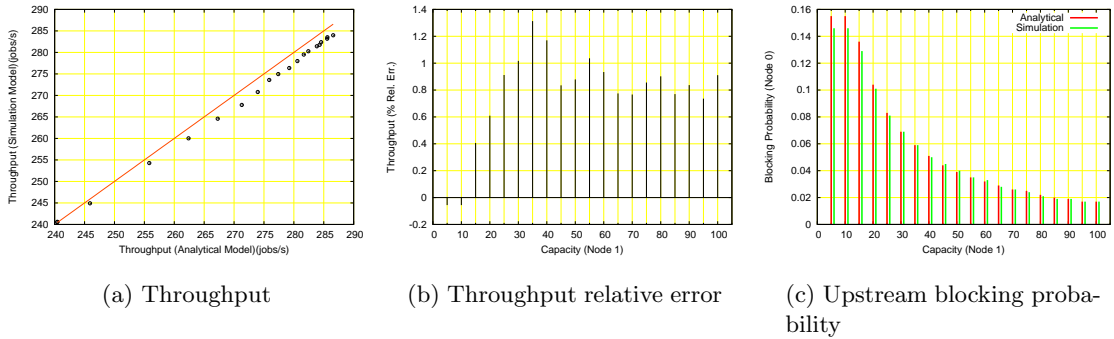 290
285
280
275
270
265
260
255
250
245
240
240 245 250 255 260 265 270 275 280 285 290
Throughput (Simulation Model)(jobs/s)
Throughput (Analytical Model)(jobs/s)
(a) Throughput
1.4
1.2
1
0.8
0.6
0.4
0.2
0
-0.2
0 10 20 30 40 50 60 70 80 90 100
Throughput (% Rel. Err.)
Capacity (Node 1)
(b) Throughput relative error
0.16
0.14
0.12
0.1
0.08
0.06
0.04
0.02
0
0 10 20 30 40 50 60 70 80 90 100
Blocking Probability (Node 0)
Capacity (Node 1)
Analytical
Simulation
(c) Upstream blocking proba-
bility